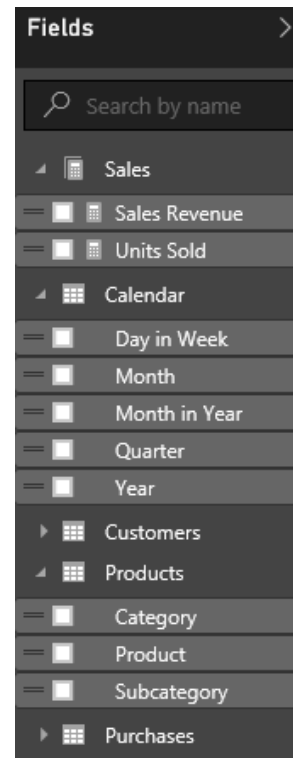 Fields
Search by name
Sales
Sales Revenue
Units Sold
Calendar
Day in Week
Month
Month in Year
Quarter
Year
Customers
Products
Category
Product
Subcategory
Purchases